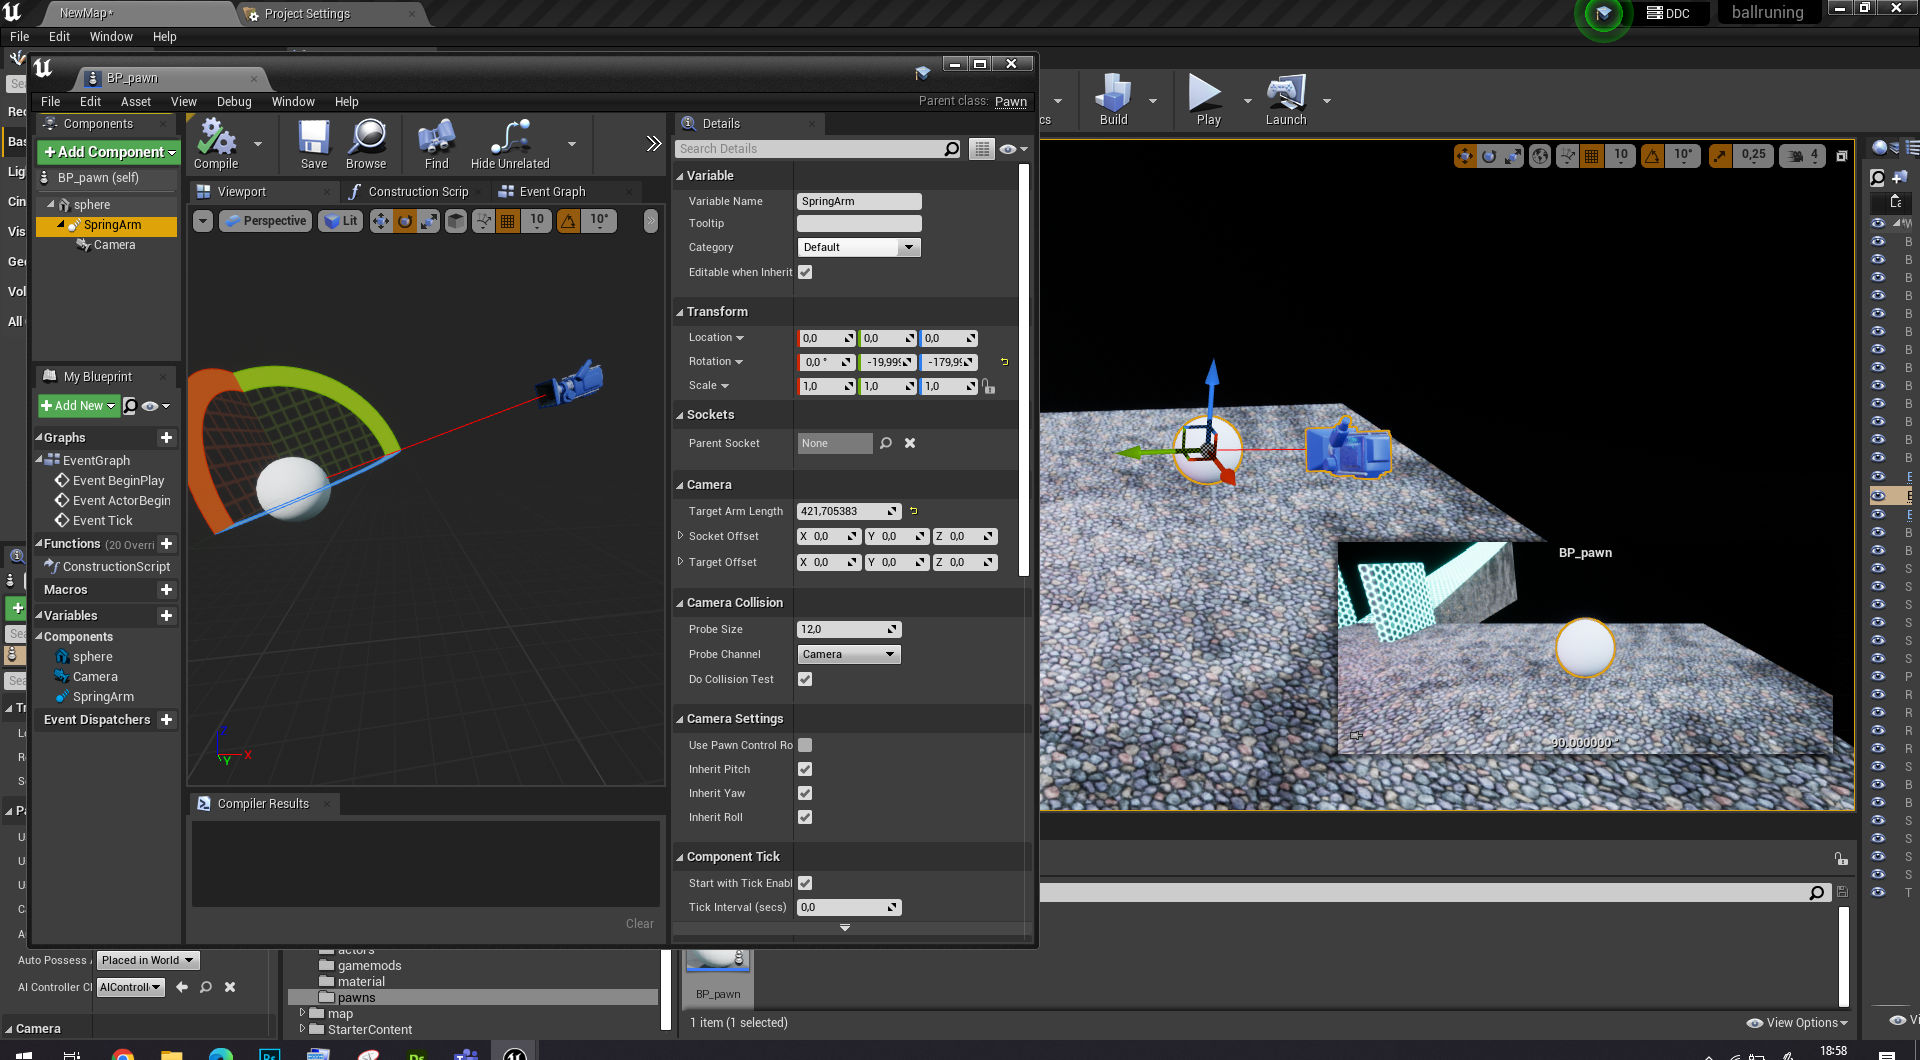 NewMap*
Project Settings
DDC
ballruning
File Edit Window Help
BP_pawn
File Edit Asset View Debug Window Help
Parent class: Pawn
Components
+Add Component
BP_pawn (self)
sphere
SpringArm
Camera
Compile
Save
Browse
Find
Hide Unrelated
Viewport
Construction Scrip
Event Graph
Perspective
Lit
10
10°
My Blueprint
+Add New
Graphs
EventGraph
Event BeginPlay
Event ActorBegin
Event Tick
Functions (20 Overri
ConstructionScript
Macros
Variables
Components
sphere
Camera
SpringArm
Event Dispatchers
Z
X
Y
Compiler Results
Clear
Details
Search Details
Variable
Variable Name SpringArm
Tooltip
Category Default
Editable when Inherit
Transform
Location 0,0 0,0 0,0
Rotation 0,0 ° -19,999 -179,99
Scale 1,0 1,0 1,0
Sockets
Parent Socket None
Camera
Target Arm Length 421,705383
Socket Offset X 0,0 Y 0,0 Z 0,0
Target Offset X 0,0 Y 0,0 Z 0,0
Camera Collision
Probe Size 12,0
Probe Channel Camera
Do Collision Test
Camera Settings
Use Pawn Control Ro
Inherit Pitch
Inherit Yaw
Inherit Roll
Component Tick
Start with Tick Enabl
Tick Interval (secs) 0,0
cs
Build
Play
Launch
10
10°
0,25
4
BP_pawn
90.000000 °
Auto Possess Placed in World
AI Controller Cl AIControll
Camera
actors
gamemods
material
pawns
map
StarterContent
BP_pawn
1 item (1 selected)
View Options
18:58